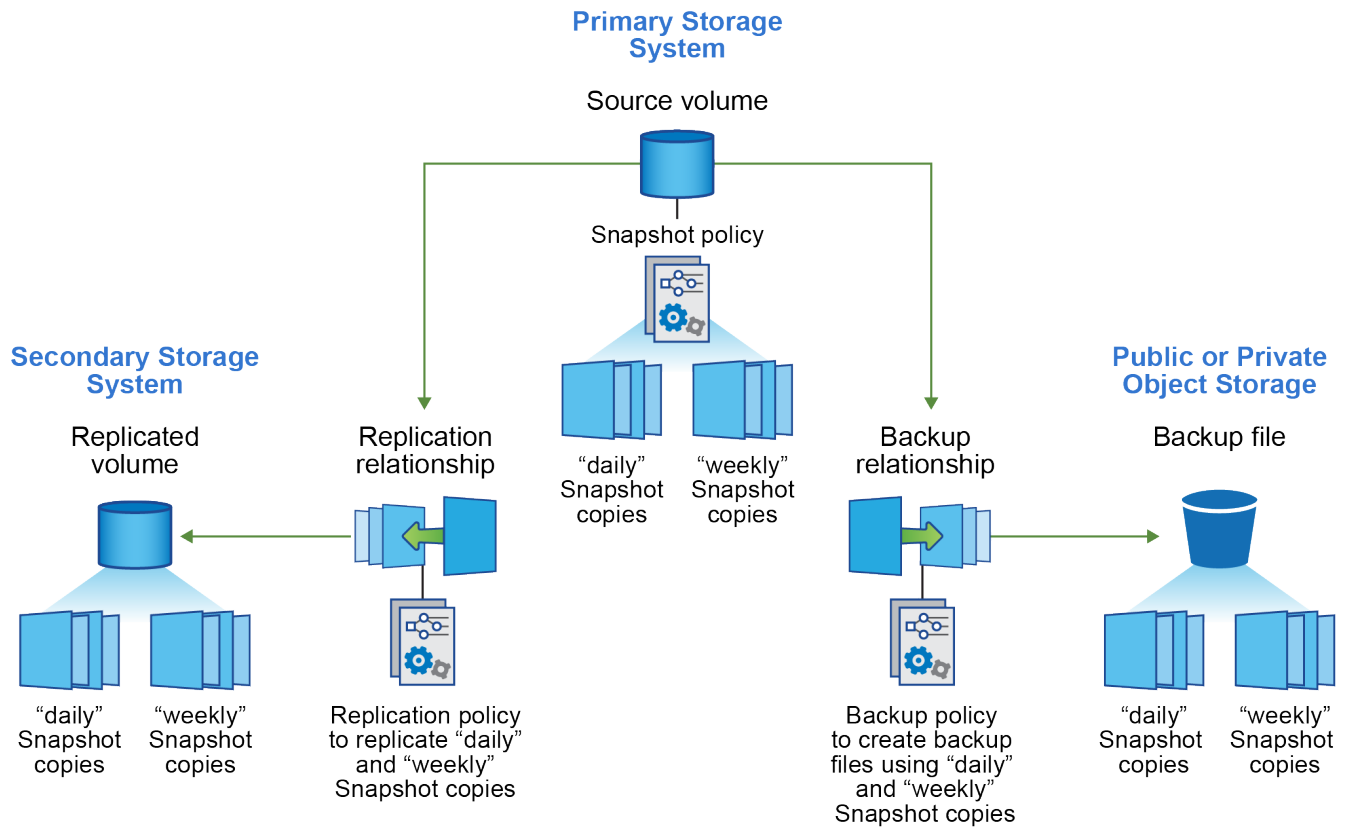 Primary Storage
System
Source volume
Snapshot policy
“daily”
Snapshot
copies
“weekly”
Snapshot
copies
Secondary Storage
System
Replicated
volume
“daily”
Snapshot
copies
“weekly”
Snapshot
copies
Replication
relationship
Replication policy
to replicate “daily”
and “weekly”
Snapshot copies
Backup
relationship
Backup policy
to create backup
files using “daily”
and “weekly”
Snapshot copies
Public or Private
Object Storage
Backup file
“daily”
Snapshot
copies
“weekly”
Snapshot
copies